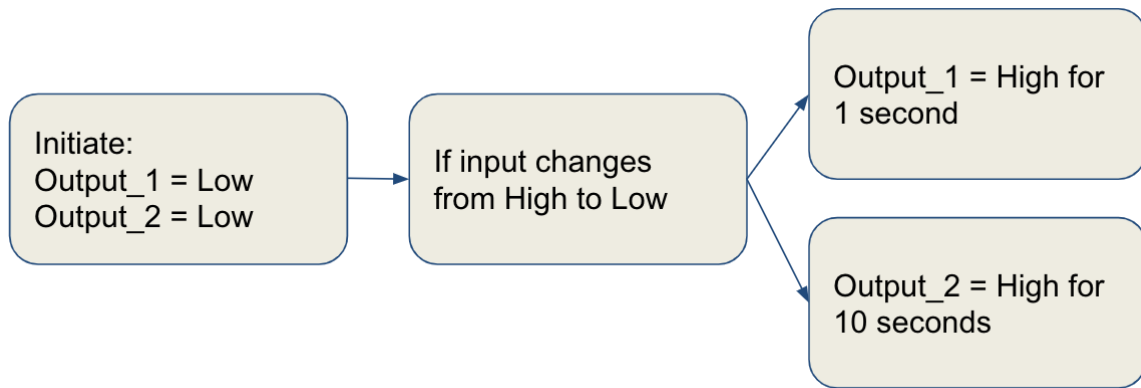 Initiate:
Output_1 = Low
Output_2 = Low
If input changes
from High to Low
Output_1 = High for
1 second
Output_2 = High for
10 seconds